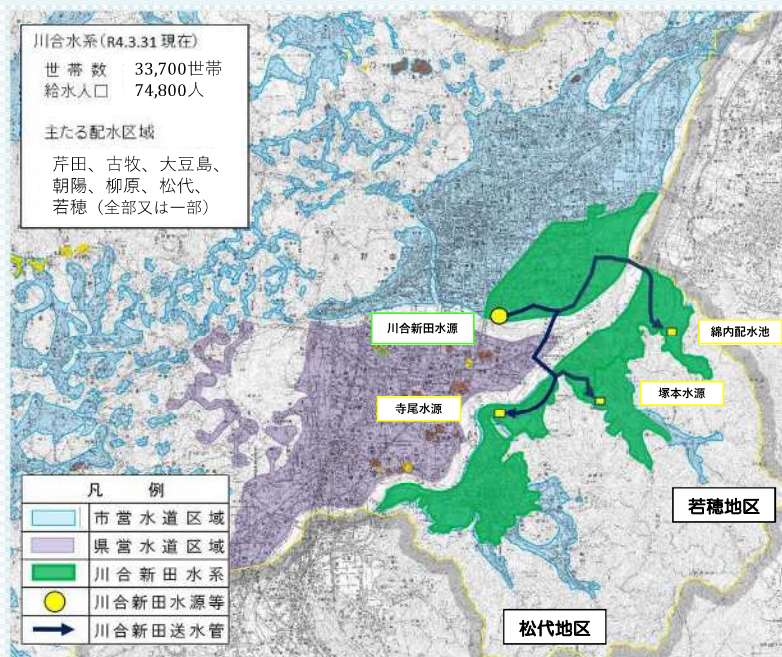 川合水系(R4.3.31 現在)
世帯数 33,700世帯
給水人口 74,800人
主たる配水区域
芹田、古牧、大豆島、
朝陽、柳原、松代、
若穂（全部又は一部）
川合新田水源
綿内配水池
寺尾水源
塚本水源
若穂地区
松代地区
凡例
市営水道区域
県営水道区域
川合新田水系
川合新田水源等
川合新田送水管